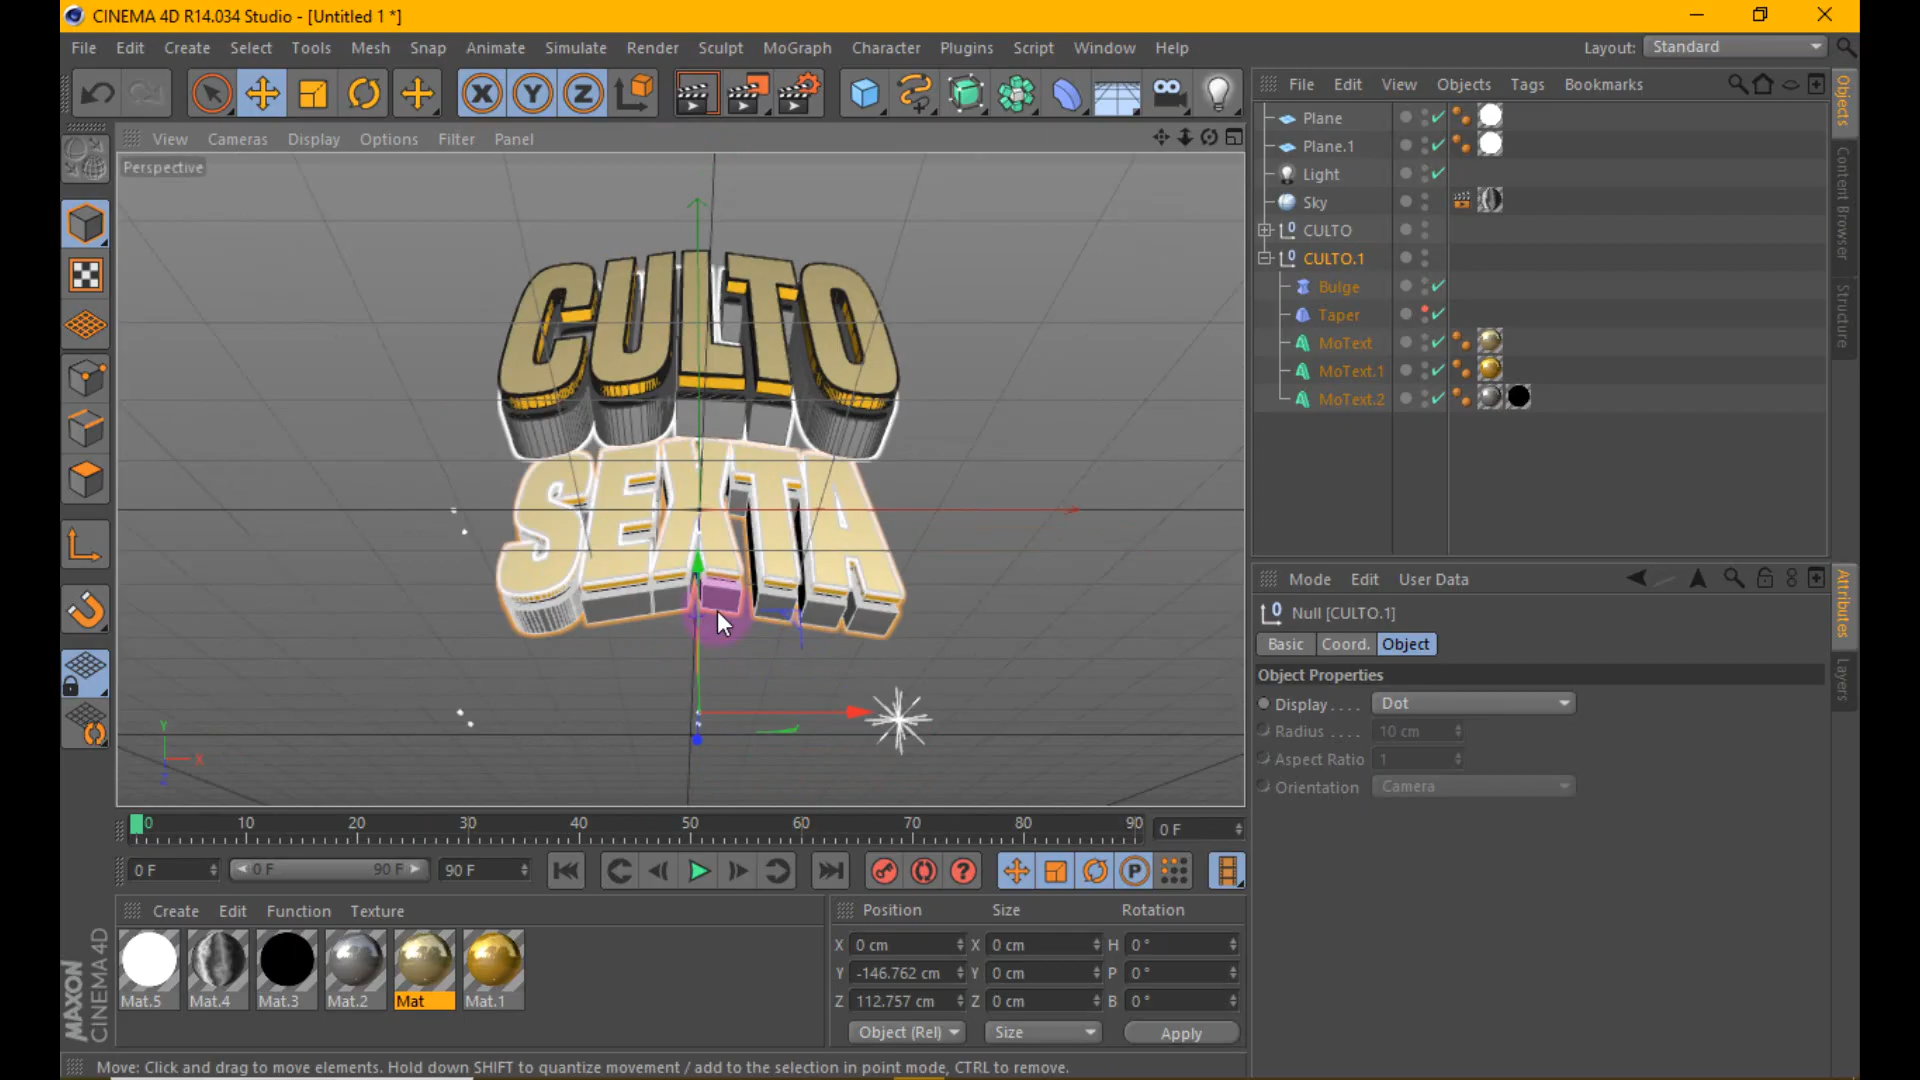 CINEMA 4D R14.034 Studio - [Untitled 1 *]
File Edit Create Select Tools Mesh Snap Animate Simulate Render Sculpt MoGraph Character Plugins Script Window Help Layout: Standard
File Edit View Objects Tags Bookmarks
View Cameras Display Options Filter Panel
Perspective
CULTO
SEXTA
Y
X
Z
Plane
Plane.1
Light
Sky
CULTO
CULTO.1
Bulge
Taper
MoText
MoText.1
MoText.2
Objects
Content Browser
Structure
Mode Edit User Data
Null [CULTO.1]
Basic Coord. Object
Object Properties
Display . . . . Dot
Radius . . . . 10 cm
Aspect Ratio 1
Orientation Camera
Attributes
Layers
0 10 20 30 40 50 60 70 80 90 0 F
0 F 0 F 90 F 90 F
Create Edit Function Texture
Mat.5 Mat.4 Mat.3 Mat.2 Mat Mat.1
Position Size Rotation
X 0 cm X 0 cm H 0 °
Y -146.762 cm Y 0 cm P 0 °
Z 112.757 cm Z 0 cm B 0 °
Object (Rel) Size Apply
MAXON
CINEMA 4D
Move: Click and drag to move elements. Hold down SHIFT to quantize movement / add to the selection in point mode, CTRL to remove.